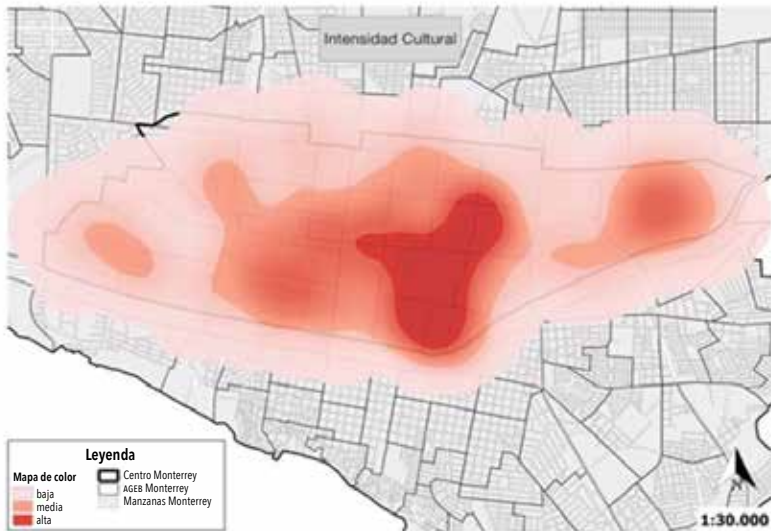 Intensidad Cultural
Leyenda
Mapa de color
baja
media
alta
Centro Monterrey
AGEB Monterrey
Manzanas Monterrey
N
1:30.000